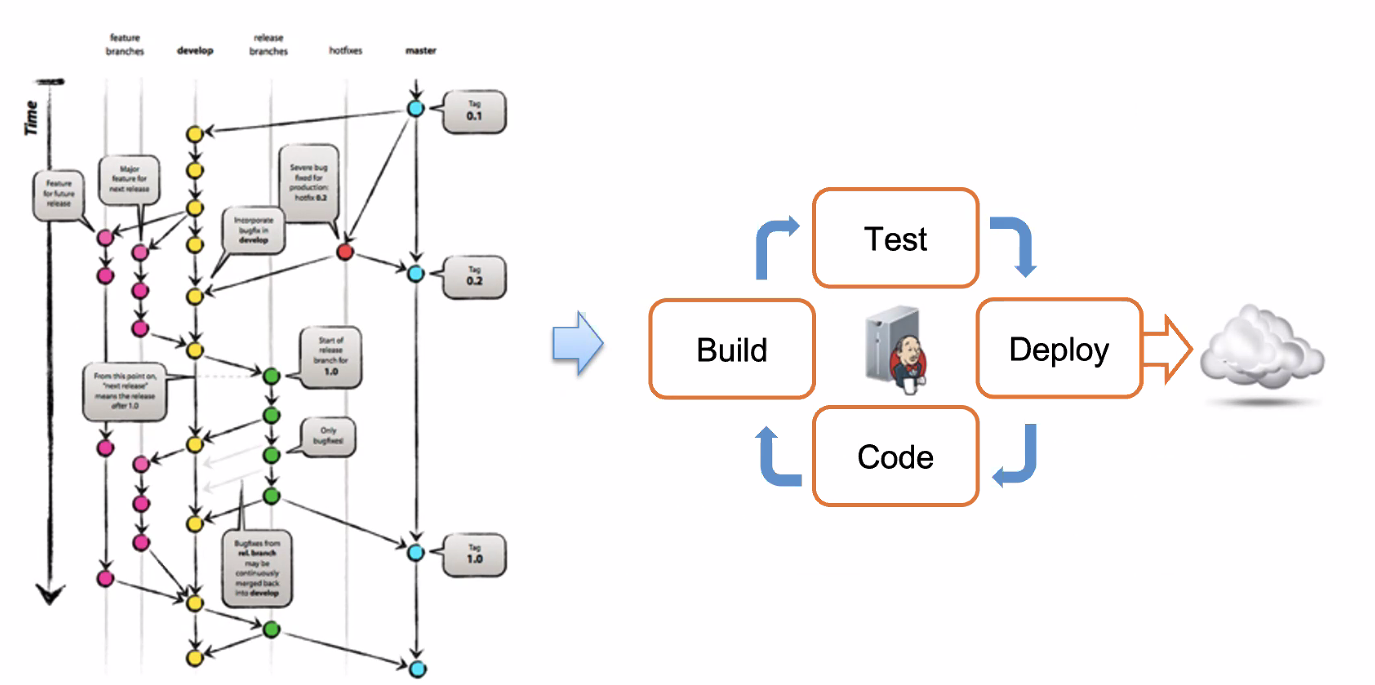 feature
branches
develop
release
branches
hotfixes
master
Time
Tag
0.1
Major
feature for
next release
Severe bug
fixed for
production:
hotfix 0.2
Feature
for future
release
Incorporate
bugfix in
develop
Tag
0.2
Start of
release
branch for
1.0
From this point on,
"next release"
means the release
after 1.0
Only
bugfixes!
Bugfixes from
rel. branch
may be
continuously
merged back
into develop
Tag
1.0
Test
Build
Deploy
Code